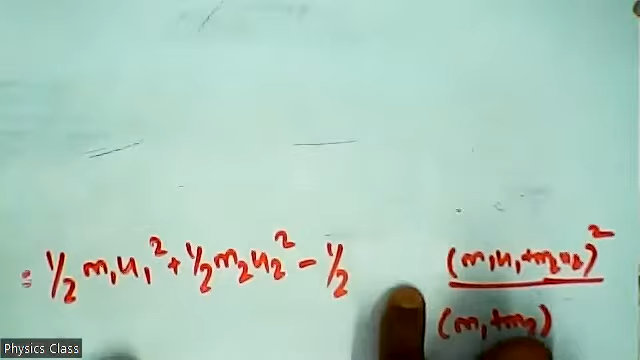 = 1/2 m₁u₁² + 1/2 m₂u₂² - 1/2 (m₁u₁+m₂u₂)² / (m₁+m₂)
Physics Class